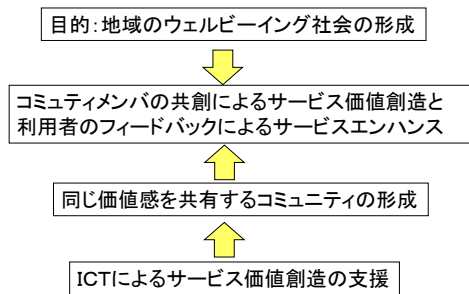 目的:地域のウェルビーイング社会の形成
コミュティメンバの共創によるサービス価値創造と
利用者のフィードバックによるサービスエンハンス
同じ価値感を共有するコミュニティの形成
ICTによるサービス価値創造の支援